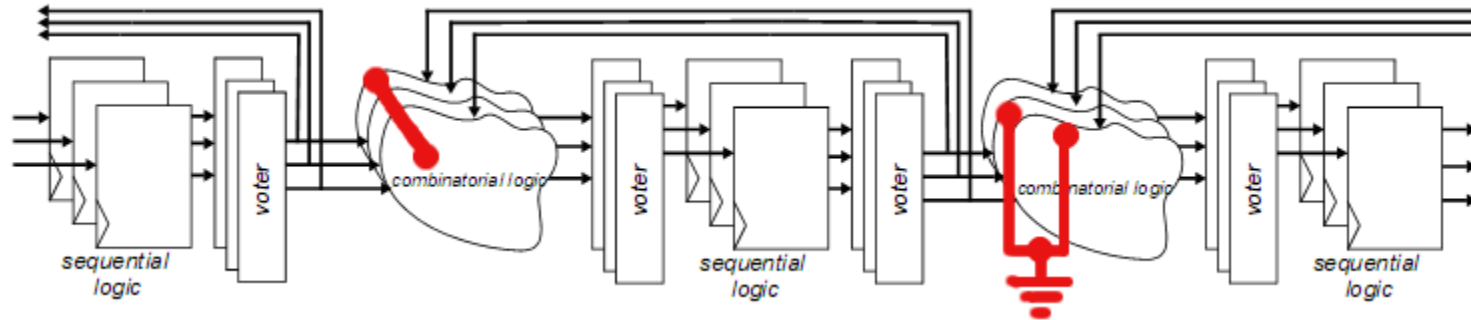 sequential
logic
voter
combinatorial logic
voter
sequential
logic
voter
combinatorial logic
voter
sequential
logic